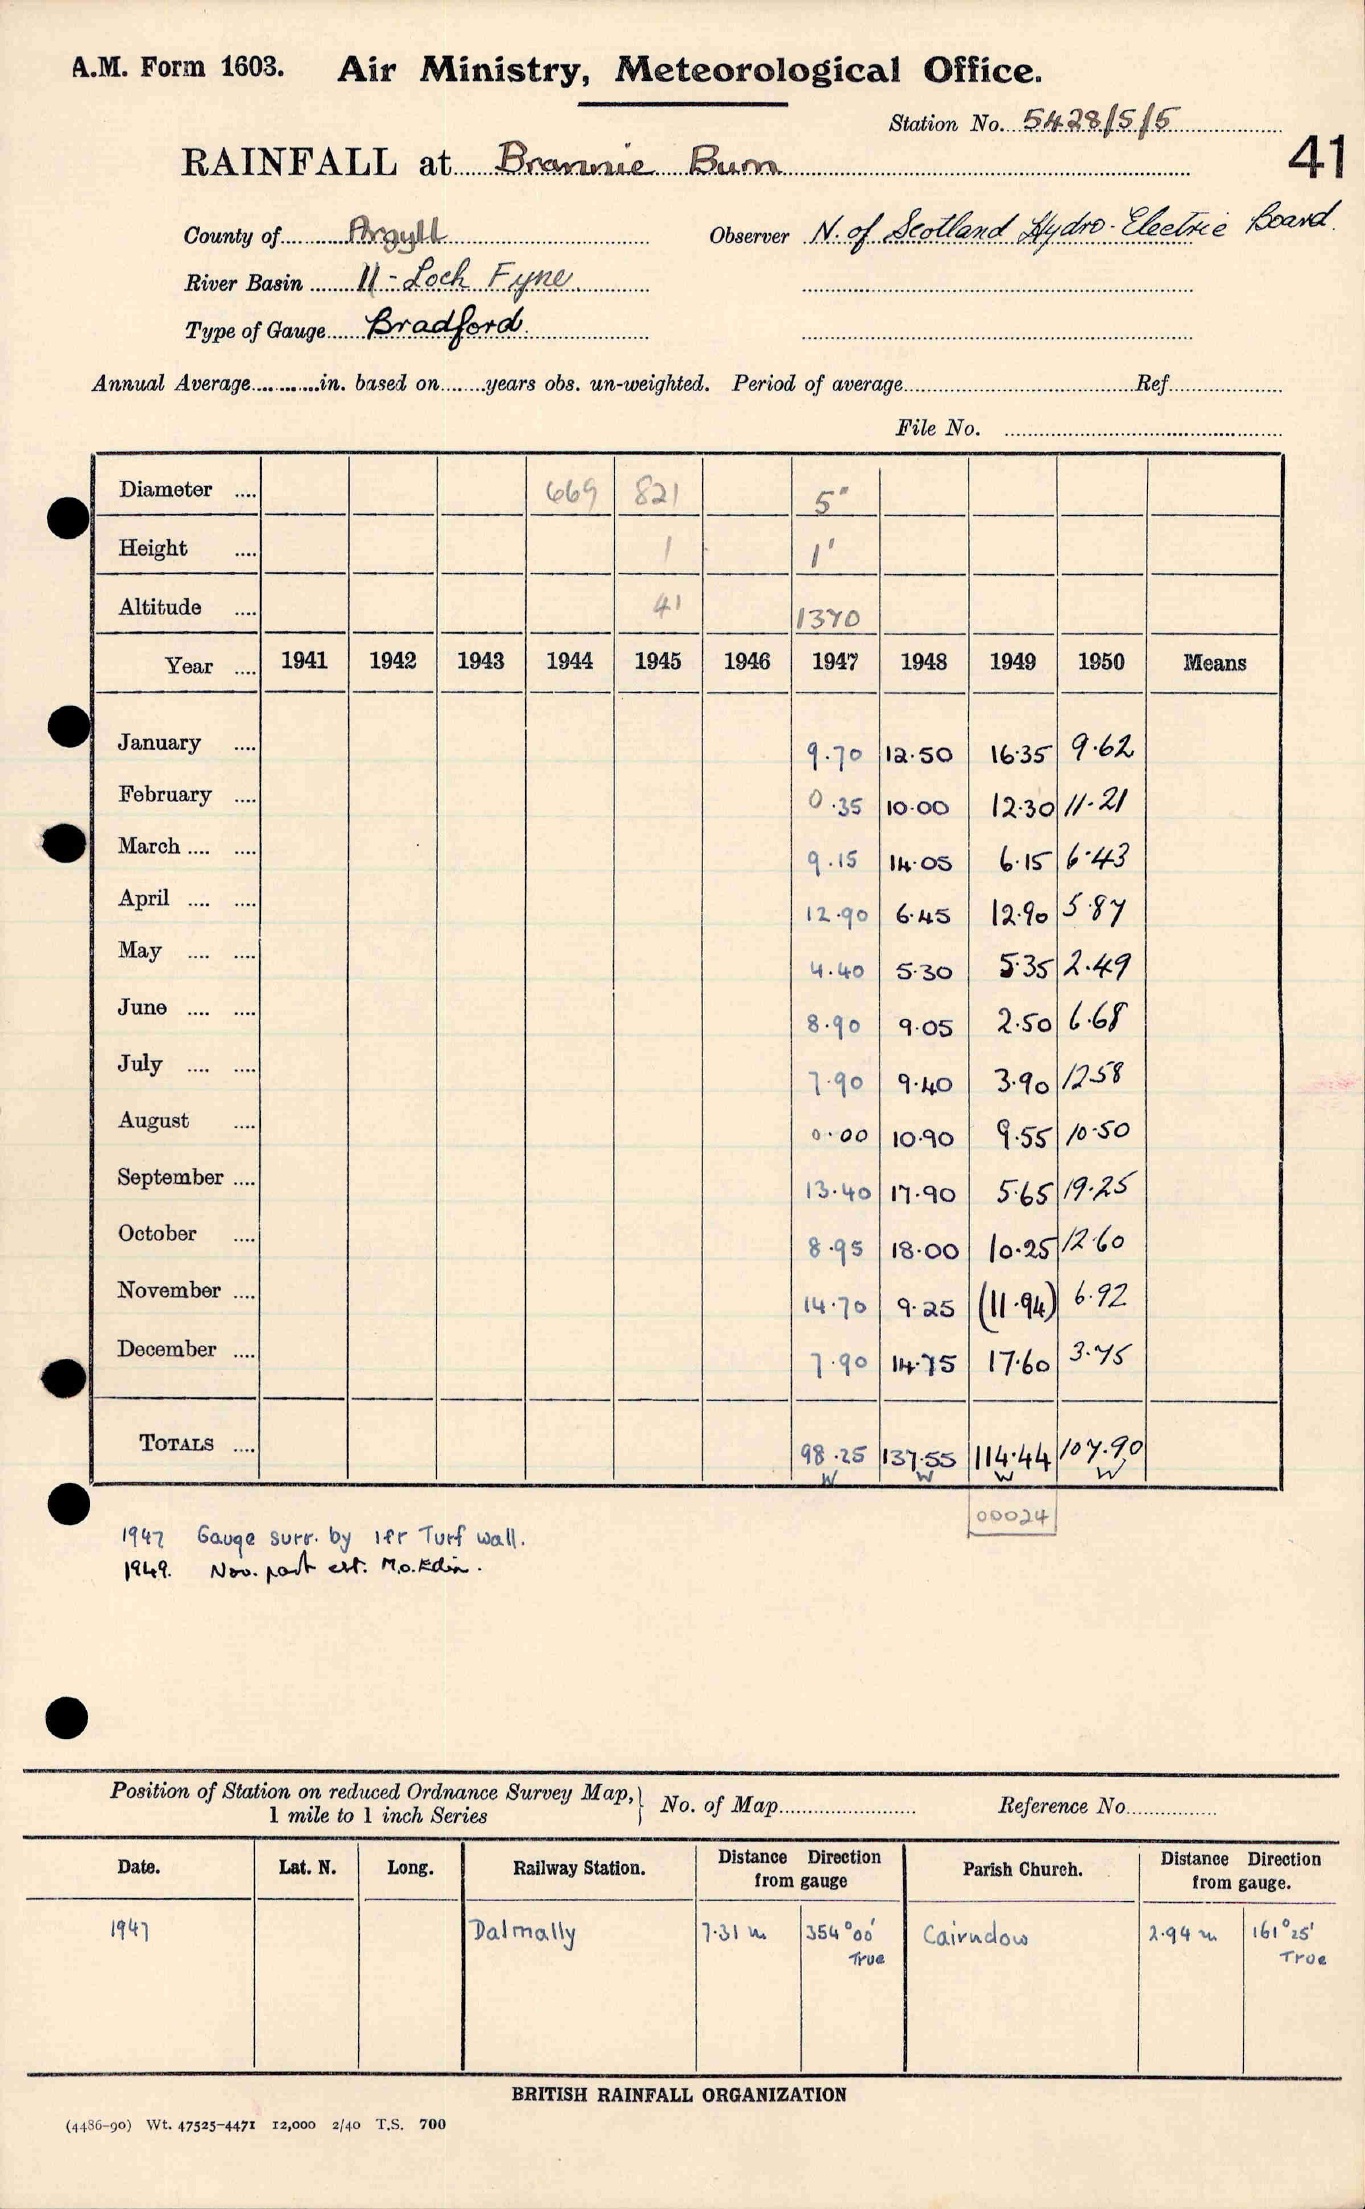 A.M. Form 1603. Air Ministry, Meteorological Office.
Station No. 5428/5/5
41
RAINFALL at Brannie Burn
County of Argyll Observer N. of Scotland Hydro-Electric Board.
River Basin 11 - Loch Fyne.
Type of Gauge Bradford.
Annual Average............in. based on........years obs. un-weighted. Period of average........................Ref............
File No. ............
Diameter .... 669 821 5"
Height .... 1 1'
Altitude .... 41 1370
Year .... 1941 1942 1943 1944 1945 1946 1947 1948 1949 1950 Means
January .... 9.70 12.50 16.35 9.62
February .... 0.35 10.00 12.30 11.21
March .... .... 9.15 14.05 6.15 6.43
April .... .... 12.90 6.45 12.90 5.87
May .... .... 4.40 5.30 5.35 2.49
June .... .... 8.90 9.05 2.50 6.68
July .... .... 7.90 9.40 3.90 12.58
August .... 0.00 10.90 9.55 10.50
September .... 13.40 17.90 5.65 19.25
October .... 8.95 18.00 10.25 12.60
November .... 14.70 9.25 (11.94) 6.92
December .... 7.90 14.75 17.60 3.75
TOTALS .... 98.25 137.55 114.44 107.90
W W W W
00024
1947 Gauge surr. by 1ft Turf wall.
1949. Nov. part est. M.O. Edin.
Position of Station on reduced Ordnance Survey Map, } No. of Map............ Reference No............
1 mile to 1 inch Series
Date. Lat. N. Long. Railway Station. Distance Direction from gauge Parish Church. Distance Direction from gauge.
1947 Dalmally 7.31 m 354°00' True Cairndow 2.94 m 161°25' True
BRITISH RAINFALL ORGANIZATION
(4486-90) Wt. 47525-4471 12,000 2/40 T.S. 700